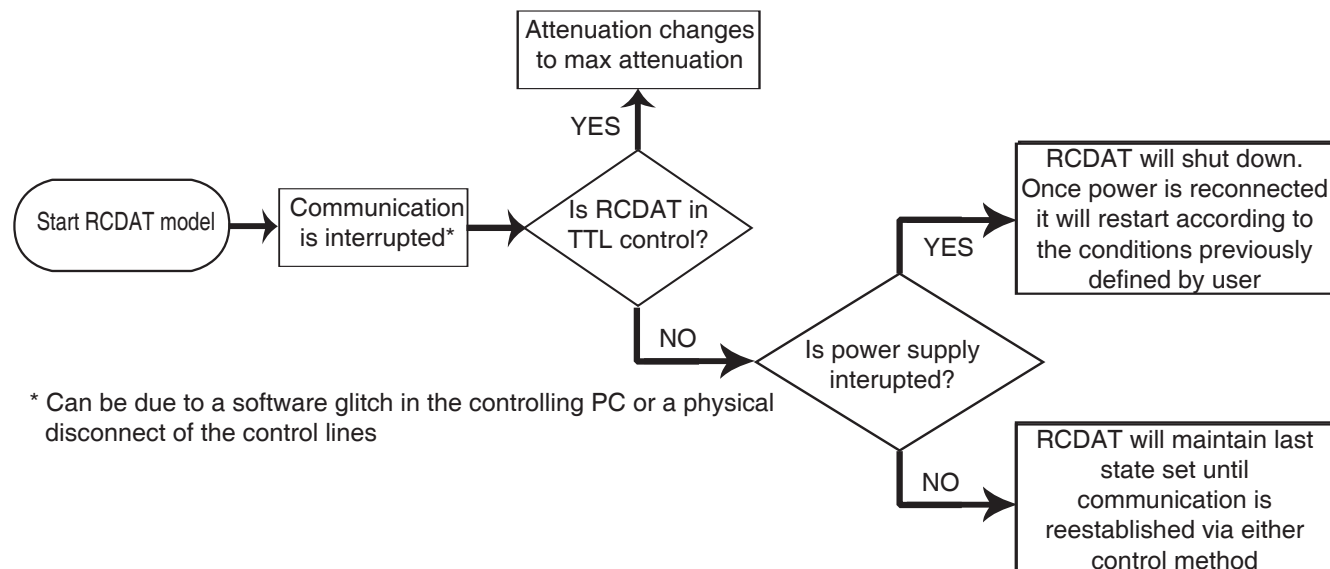 Attenuation changes
to max attenuation
YES
Start RCDAT model
Communication
is interrupted*
Is RCDAT in
TTL control?
RCDAT will shut down.
Once power is reconnected
it will restart according to
the conditions previously
defined by user
YES
NO
Is power supply
interupted?
* Can be due to a software glitch in the controlling PC or a physical
disconnect of the control lines
NO
RCDAT will maintain last
state set until
communication is
reestablished via either
control method